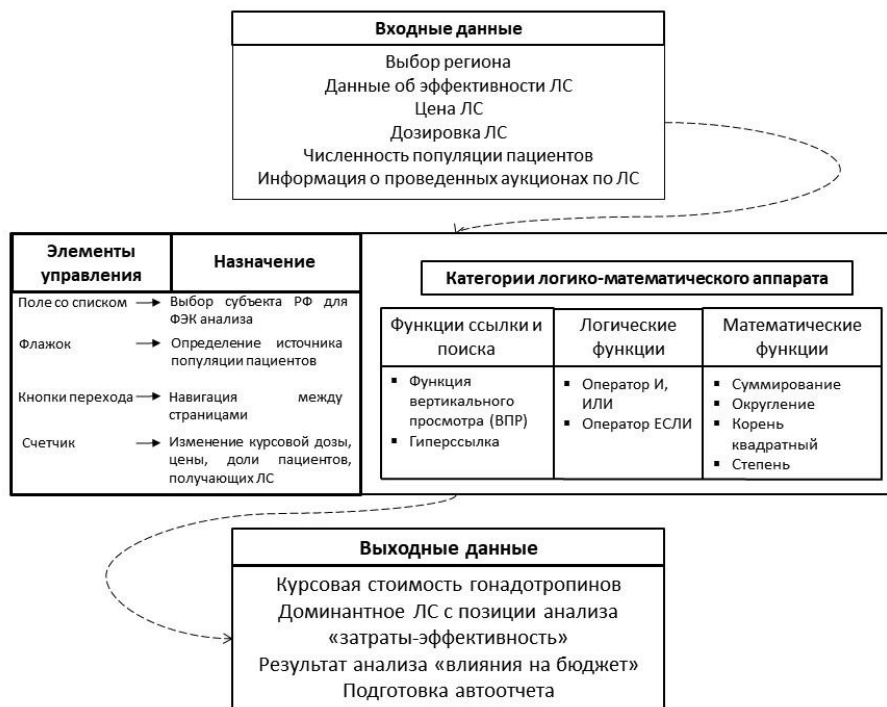 Входные данные
Выбор региона
Данные об эффективности ЛС
Цена ЛС
Дозировка ЛС
Численность популяции пациентов
Информация о проведенных аукционах по ЛС
Элементы
управления
Назначение
Поле со списком
Выбор субъекта РФ для
ФЭК анализа
Флажок
Определение источника
популяции пациентов
Кнопки перехода
Навигация между
страницами
Счетчик
Изменение курсовой дозы,
цены, доли пациентов,
получающих ЛС
Категории логико-математического аппарата
Функции ссылки и
поиска
▪ Функция
вертикального
просмотра (ВПР)
▪ Гиперссылка
Логические
функции
▪ Оператор И,
ИЛИ
▪ Оператор ЕСЛИ
Математические
функции
▪ Суммирование
▪ Округление
▪ Корень
квадратный
▪ Степень
Выходные данные
Курсовая стоимость гонадотропинов
Доминантное ЛС с позиции анализа
«затраты-эффективность»
Результат анализа «влияния на бюджет»
Подготовка автоотчета